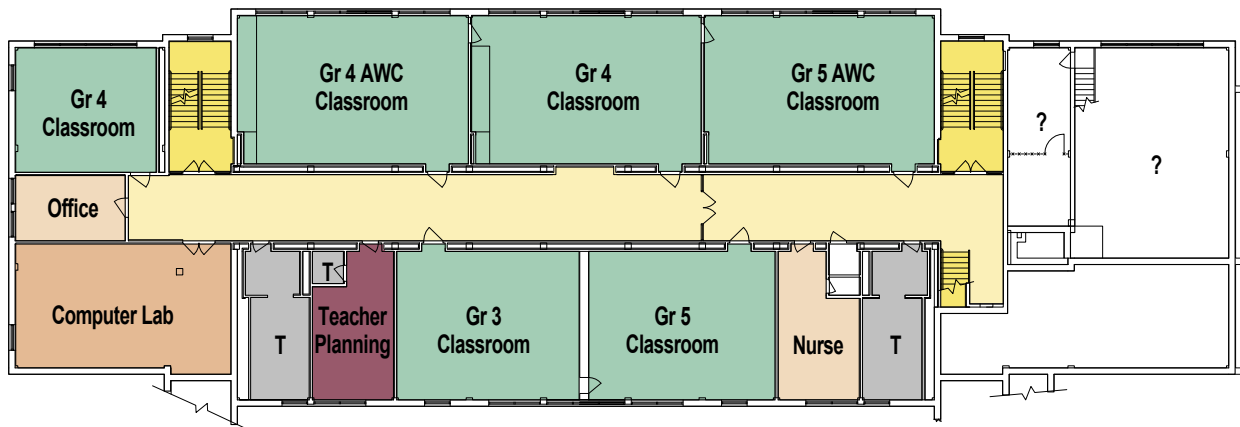 Gr 4
Classroom
Gr 4 AWC
Classroom
Gr 4
Classroom
Gr 5 AWC
Classroom
?
?
Office
Computer Lab
T
T
Teacher
Planning
Gr 3
Classroom
Gr 5
Classroom
Nurse
T